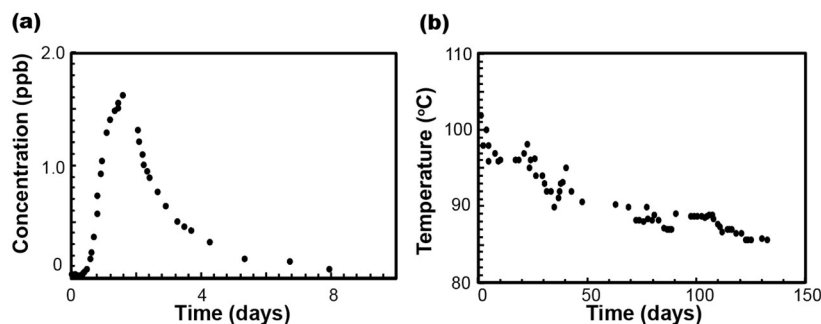 (a)
Concentration (ppb)
2.0
1.0
0
0 4 8
Time (days)
(b)
Temperature (°C)
110
100
90
80
0 50 100 150
Time (days)